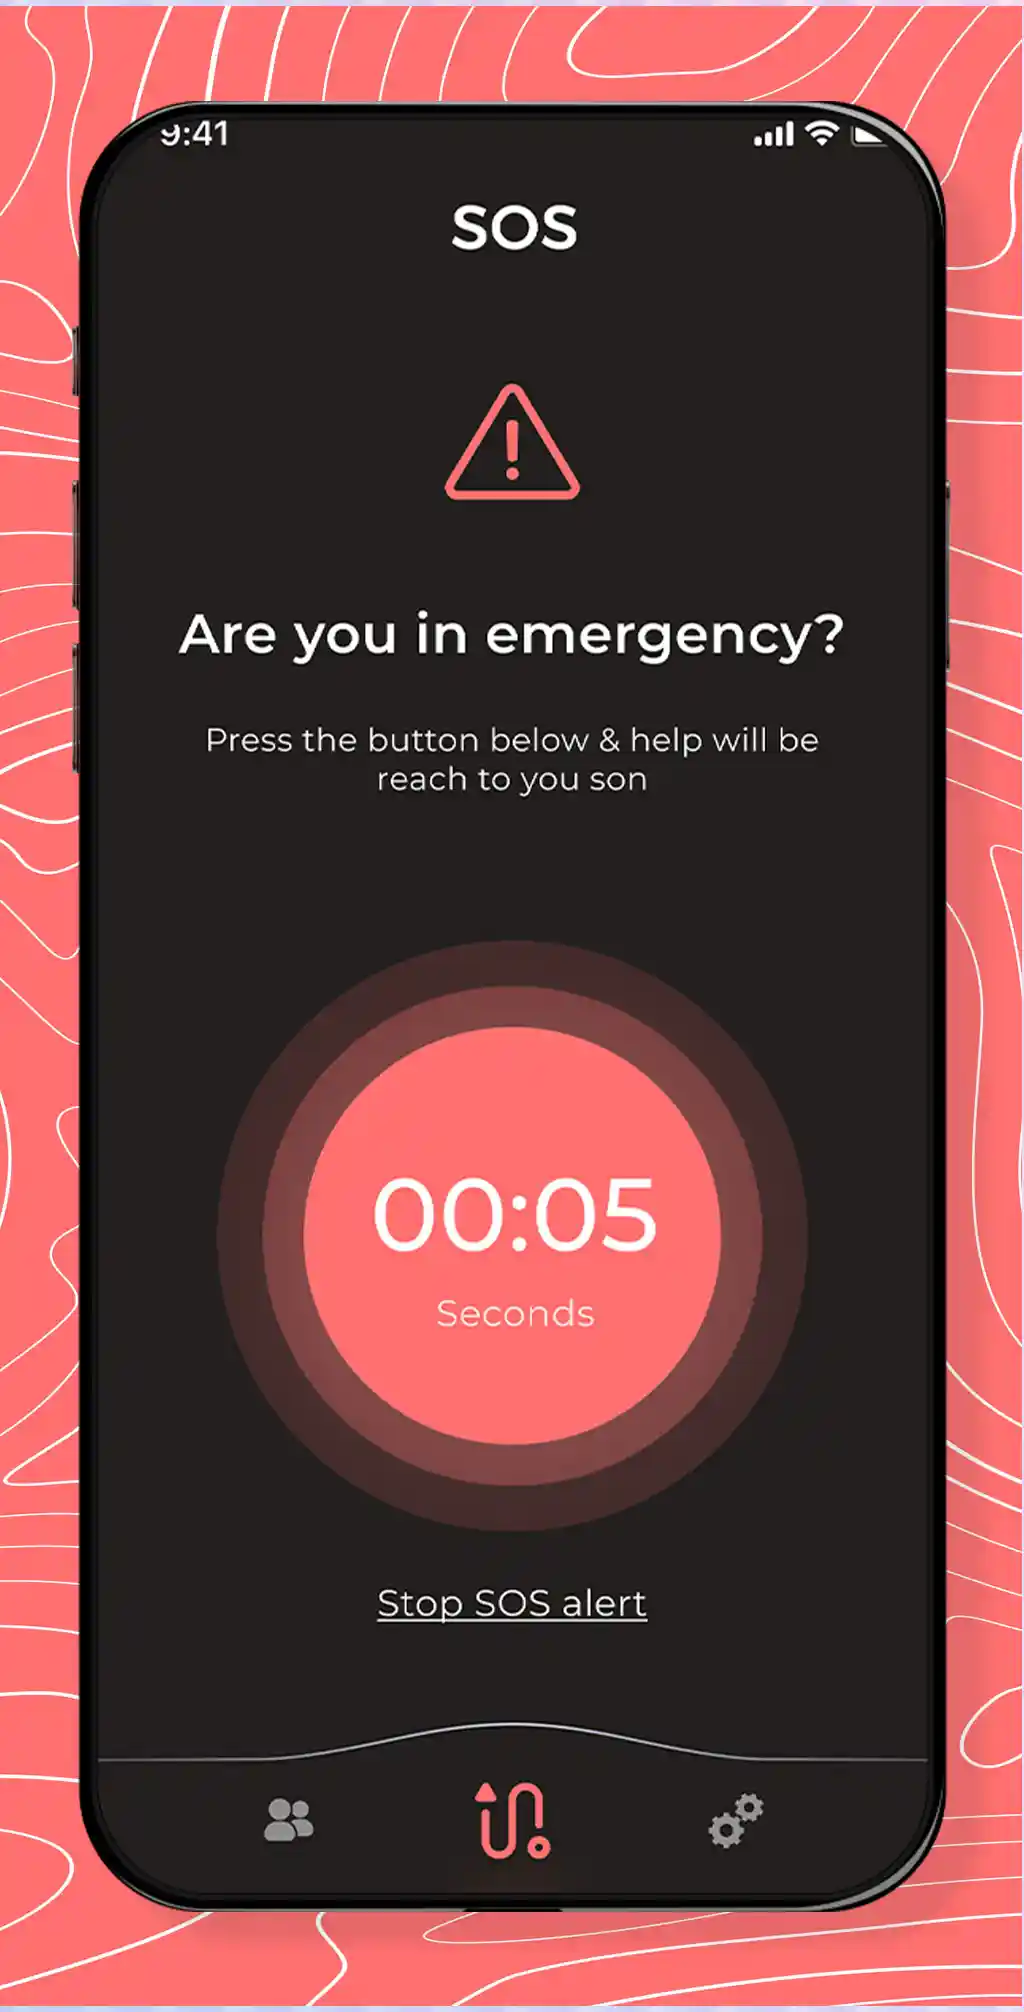 9:41
SOS
Are you in emergency?
Press the button below & help will be
reach to you son
00:05
Seconds
Stop SOS alert